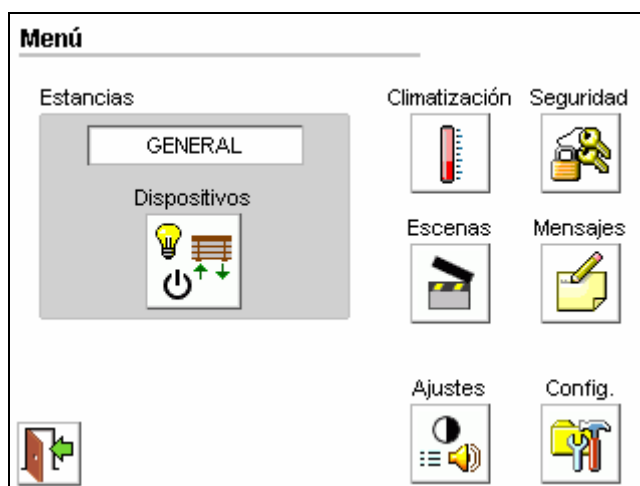 Menú
Estancias
GENERAL
Dispositivos
Climatización
Seguridad
Escenas
Mensajes
Ajustes
Config.